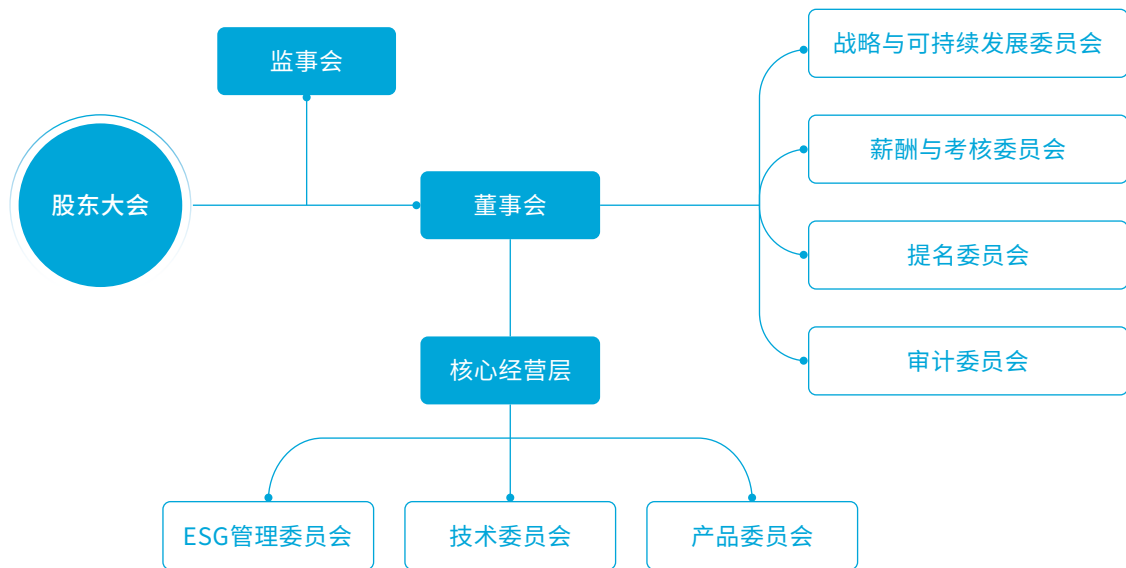 监事会
股东大会
董事会
战略与可持续发展委员会
薪酬与考核委员会
提名委员会
审计委员会
核心经营层
ESG管理委员会
技术委员会
产品委员会